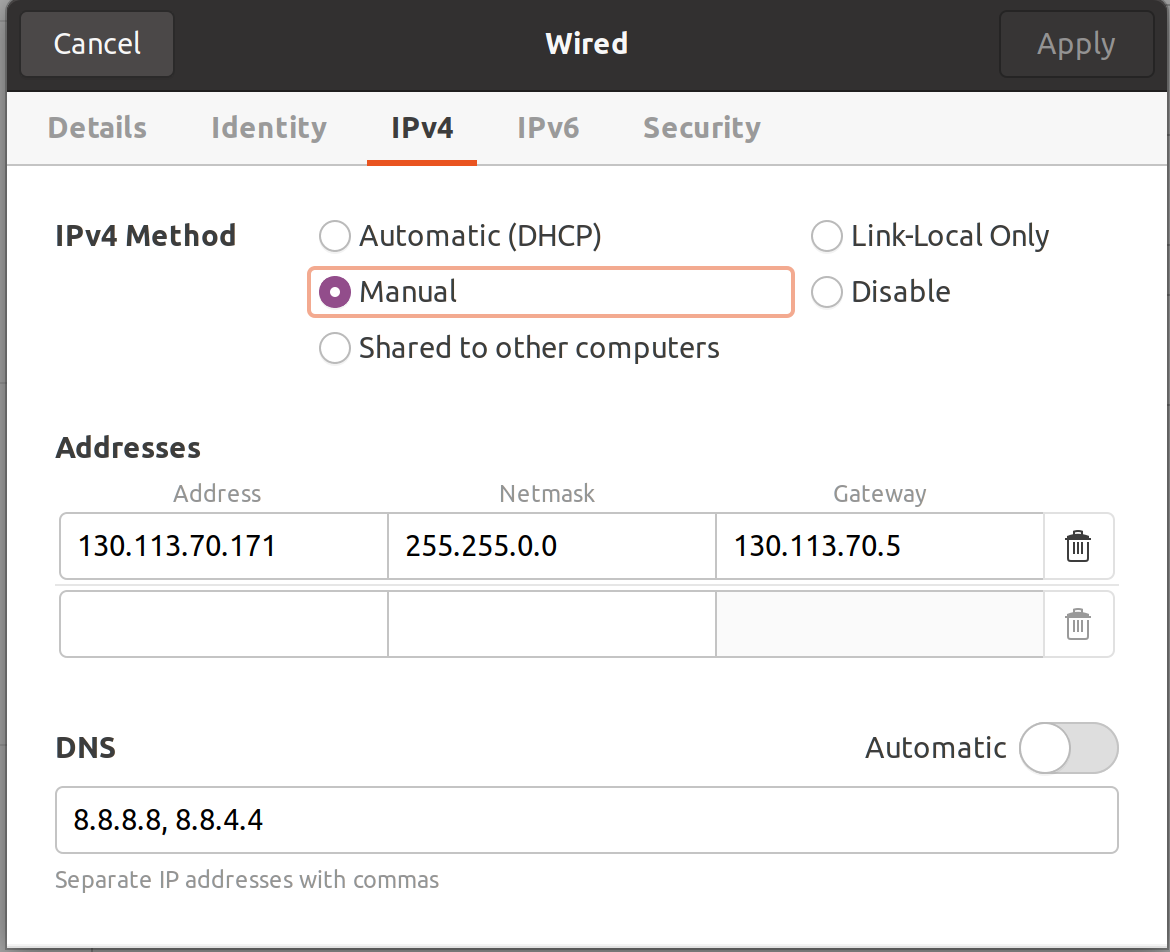 Cancel Wired Apply
Details Identity IPv4 IPv6 Security
IPv4 Method Automatic (DHCP) Link-Local Only
Manual Disable
Shared to other computers
Addresses
Address Netmask Gateway
130.113.70.171 255.255.0.0 130.113.70.5
DNS Automatic
8.8.8.8, 8.8.4.4
Separate IP addresses with commas